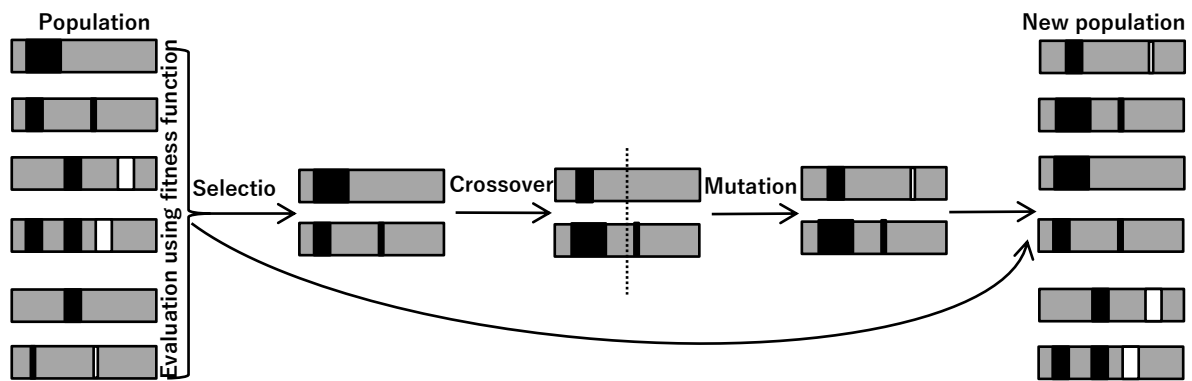 Population
New population
Evaluation using fitness function
Selectio
Crossover
Mutation